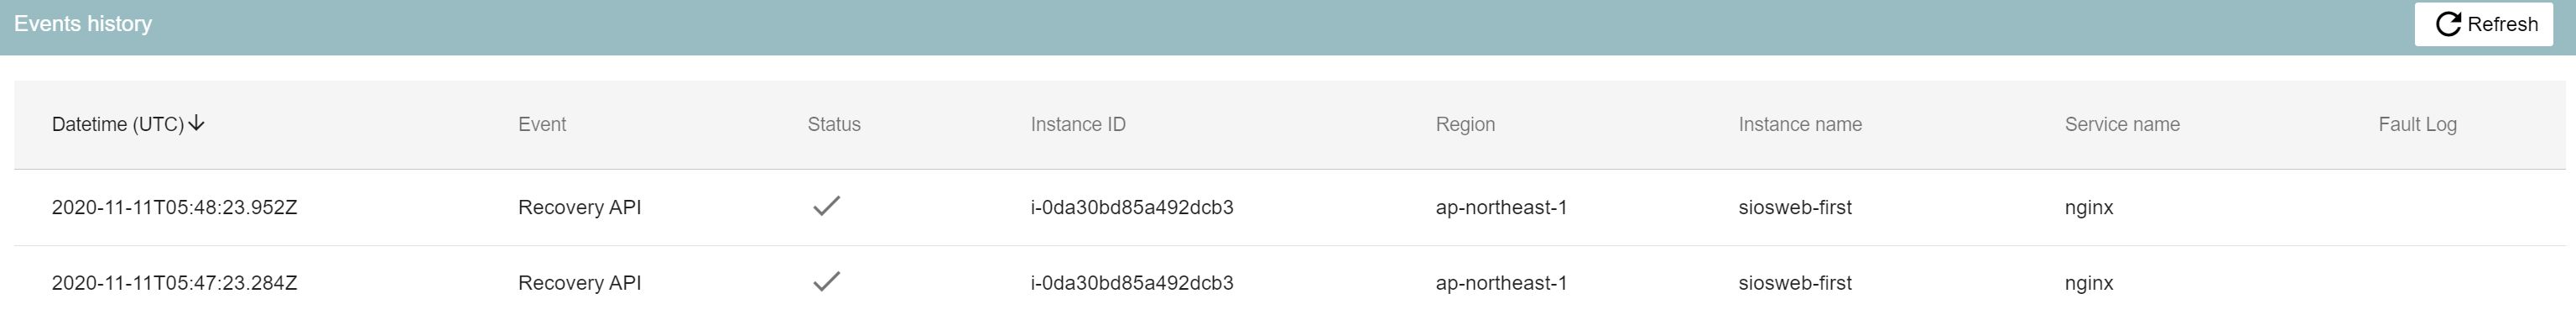 Events history Refresh
Datetime (UTC) Event Status Instance ID Region Instance name Service name Fault Log
2020-11-11T05:48:23.952Z Recovery API i-0da30bd85a492dcb3 ap-northeast-1 siosweb-first nginx
2020-11-11T05:47:23.284Z Recovery API i-0da30bd85a492dcb3 ap-northeast-1 siosweb-first nginx